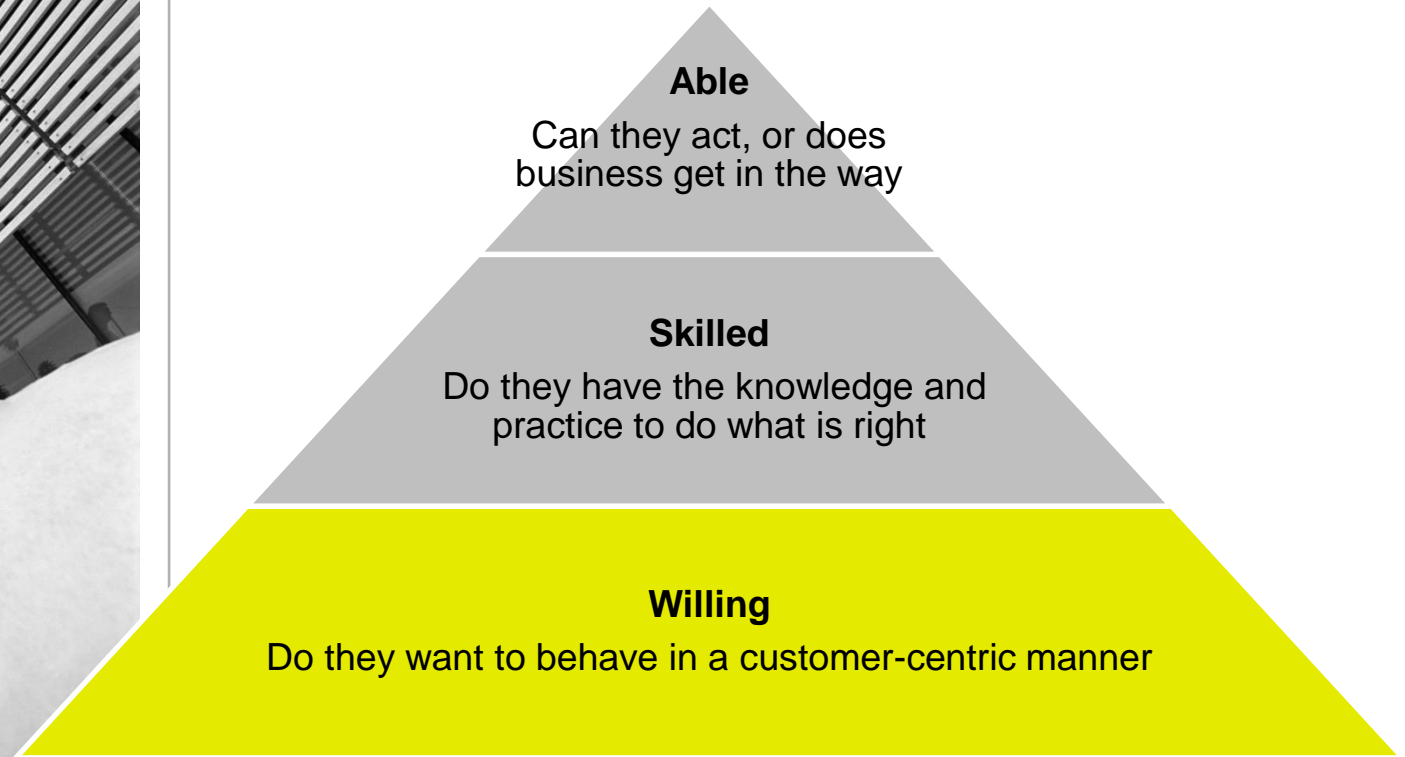 Able
Can they act, or does
business get in the way
Skilled
Do they have the knowledge and
practice to do what is right
Willing
Do they want to behave in a customer-centric manner